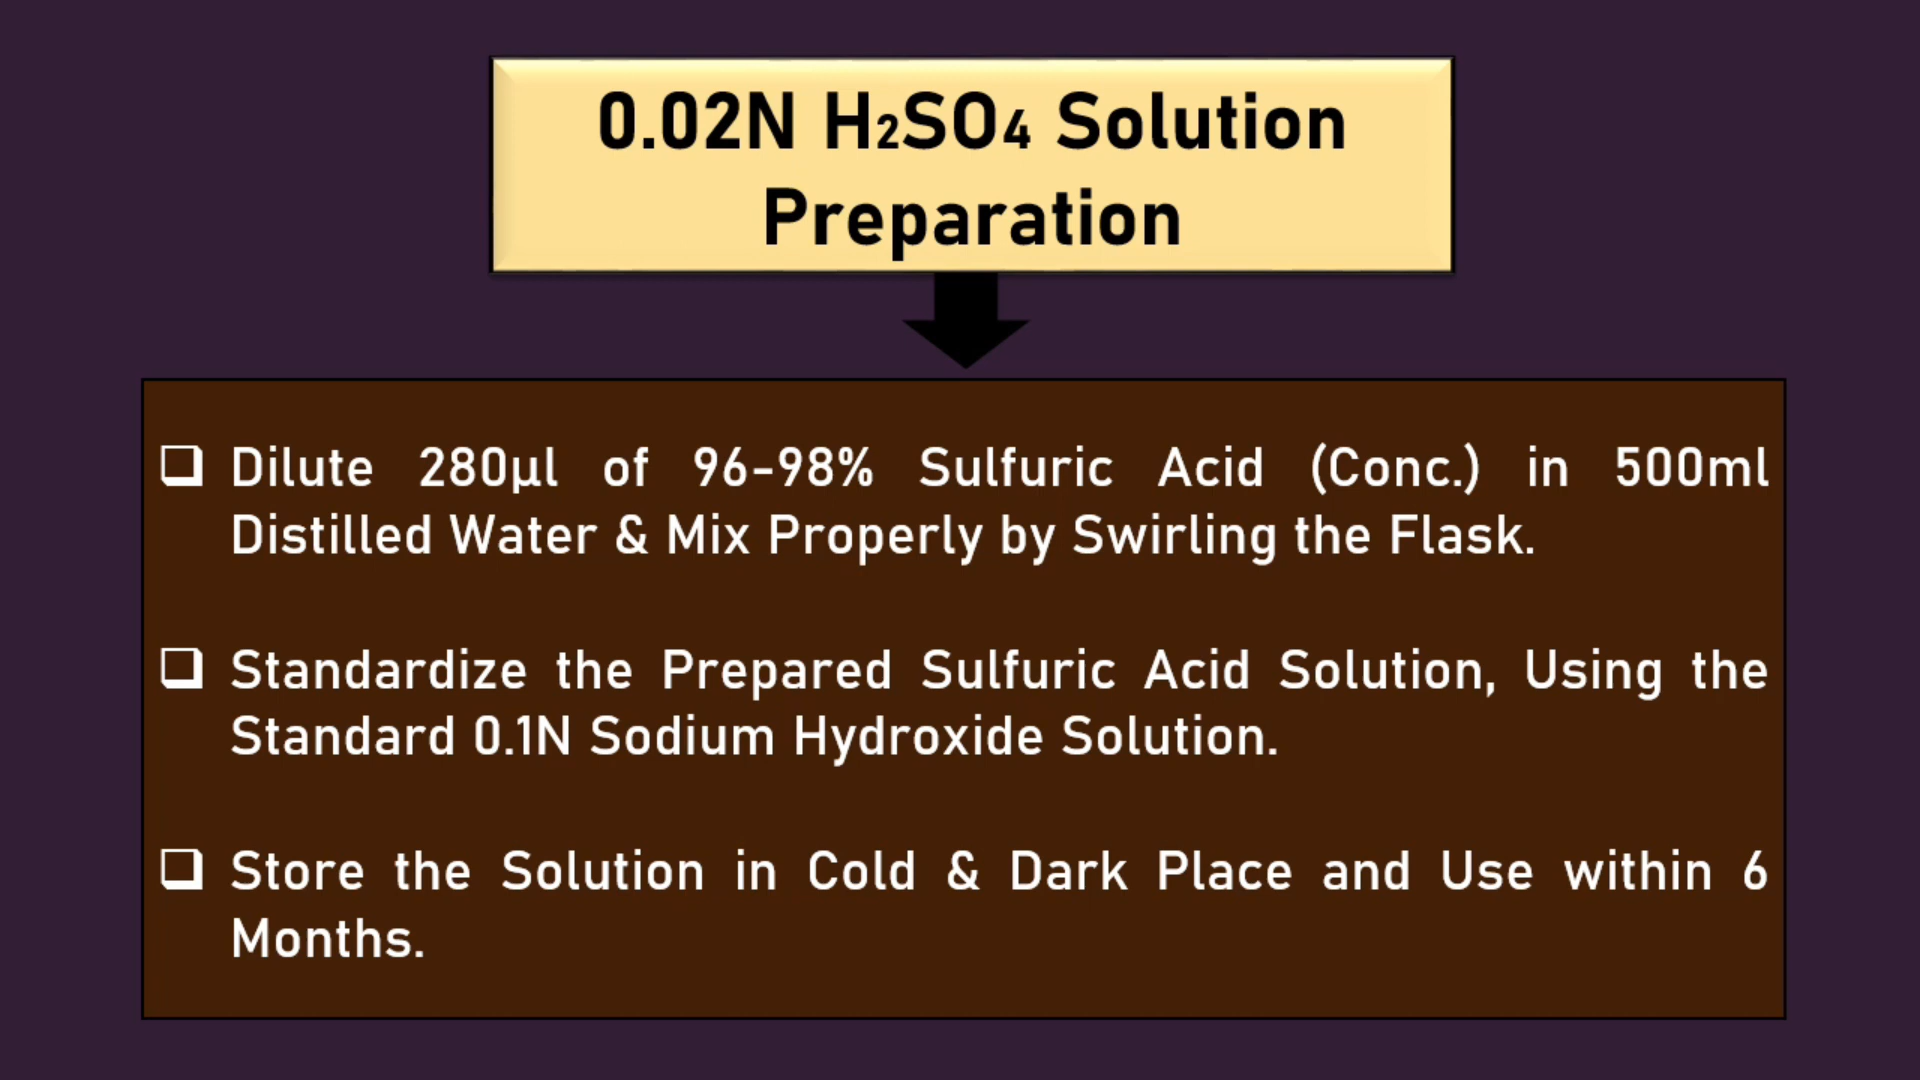 0.02N H₂SO₄ Solution
Preparation
❑ Dilute 280µl of 96-98% Sulfuric Acid (Conc.) in 500ml
Distilled Water & Mix Properly by Swirling the Flask.
❑ Standardize the Prepared Sulfuric Acid Solution, Using the
Standard 0.1N Sodium Hydroxide Solution.
❑ Store the Solution in Cold & Dark Place and Use within 6
Months.